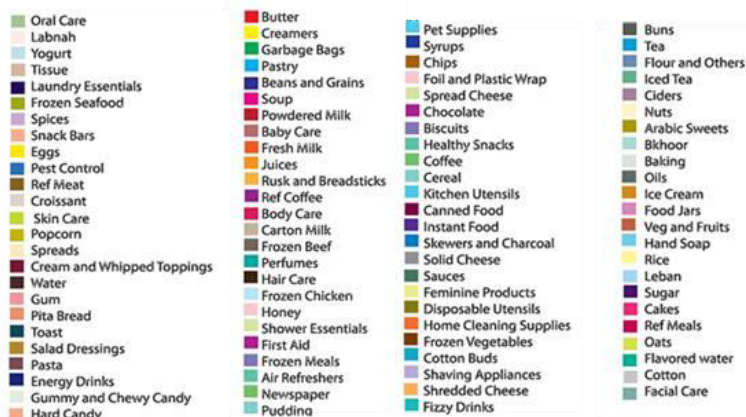 Oral Care
Labnah
Yogurt
Tissue
Laundry Essentials
Frozen Seafood
Spices
Snack Bars
Eggs
Pest Control
Ref Meat
Croissant
Skin Care
Popcorn
Spreads
Cream and Whipped Toppings
Water
Gum
Pita Bread
Toast
Salad Dressings
Pasta
Energy Drinks
Gummy and Chewy Candy
Hard Candy
Butter
Creamers
Garbage Bags
Pastry
Beans and Grains
Soup
Powdered Milk
Baby Care
Fresh Milk
Juices
Rusk and Breadsticks
Ref Coffee
Body Care
Carton Milk
Frozen Beef
Perfumes
Hair Care
Frozen Chicken
Honey
Shower Essentials
First Aid
Frozen Meals
Air Refreshers
Newspaper
Pudding
Pet Supplies
Syrups
Chips
Foil and Plastic Wrap
Spread Cheese
Chocolate
Biscuits
Healthy Snacks
Coffee
Cereal
Kitchen Utensils
Canned Food
Instant Food
Skewers and Charcoal
Solid Cheese
Sauces
Feminine Products
Disposable Utensils
Home Cleaning Supplies
Frozen Vegetables
Cotton Buds
Shaving Appliances
Shredded Cheese
Fizzy Drinks
Buns
Tea
Flour and Others
Iced Tea
Ciders
Nuts
Arabic Sweets
Bkhoor
Baking
Oils
Ice Cream
Food Jars
Veg and Fruits
Hand Soap
Rice
Leban
Sugar
Cakes
Ref Meals
Oats
Flavored water
Cotton
Facial Care